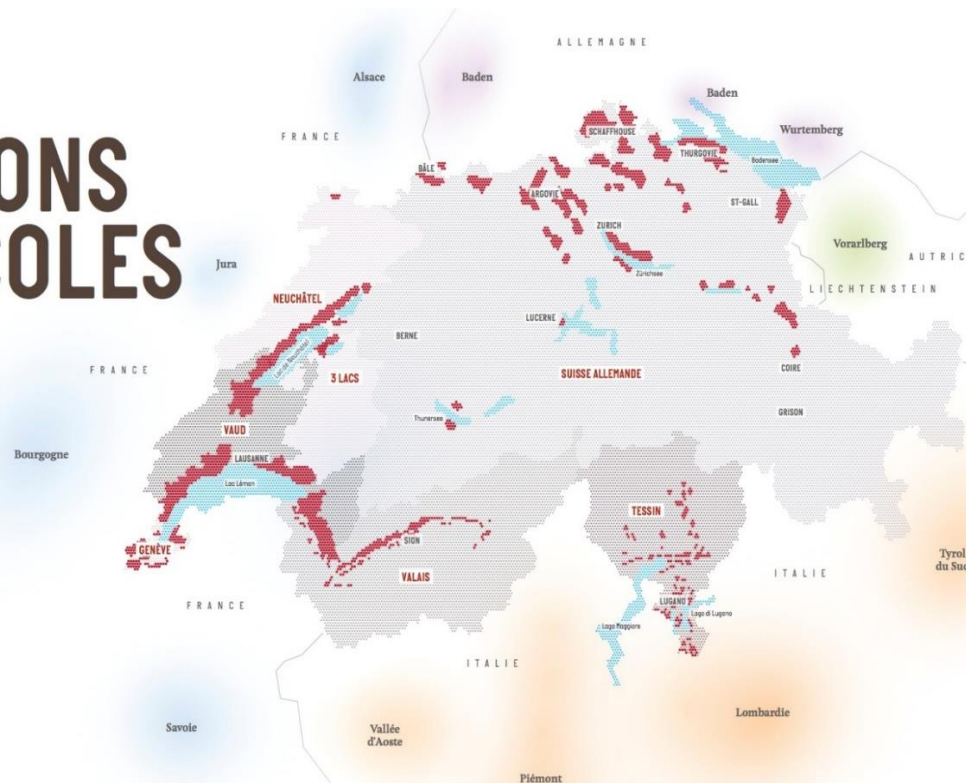 ONS
COLES
ALLEMAGNE
Alsace
Baden
Baden
FRANCE
Wurtemberg
SCHAFFHOUSE
THURGOVIE
Bodensee
BÂLE
ARGOVIE
ST-GALL
ZURICH
Vorarlberg
AUTRIC
Jura
Zürichsee
LIECHTENSTEIN
NEUCHÂTEL
LUCERNE
BERNE
Lac de Neuchâtel
FRANCE
3 LACS
SUISSE ALLEMANDE
COIRE
GRISON
Thunersee
VAUD
Bourgogne
LAUSANNE
Lac Léman
TESSIN
SION
GENÈVE
VALAIS
ITALIE
Tyrol
du Sud
FRANCE
LUGANO
Lago di Lugano
Lago Maggiore
ITALIE
Savoie
Vallée
d'Aoste
Lombardie
Piémont